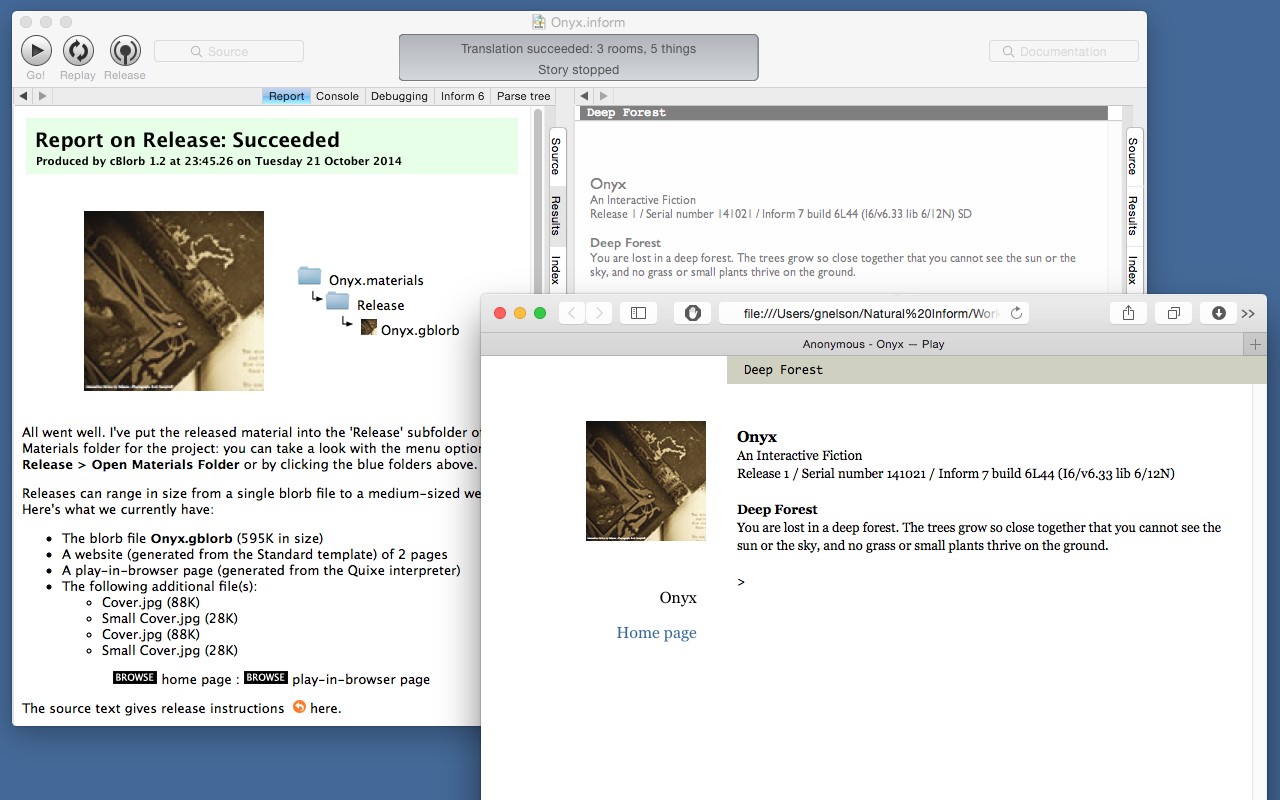 Onyx.inform
Source
Translation succeeded: 3 rooms, 5 things
Story stopped
Documentation
Go!
Replay
Release
Report
Console
Debugging
Inform 6
Parse tree
Report on Release: Succeeded
Produced by cBlorb 1.2 at 23:45.26 on Tuesday 21 October 2014
Onyx.materials
Release
Onyx.gblorb
All went well. I've put the released material into the 'Release' subfolder o
Materials folder for the project: you can take a look with the menu option
Release > Open Materials Folder or by clicking the blue folders above.
Releases can range in size from a single blorb file to a medium-sized we
Here's what we currently have:
• The blorb file Onyx.gblorb (595K in size)
• A website (generated from the Standard template) of 2 pages
• A play-in-browser page (generated from the Quixe interpreter)
• The following additional file(s):
◦ Cover.jpg (88K)
◦ Small Cover.jpg (28K)
◦ Cover.jpg (88K)
◦ Small Cover.jpg (28K)
BROWSE home page : BROWSE play-in-browser page
The source text gives release instructions here.
Source
Results
Index
Deep Forest
Onyx
An Interactive Fiction
Release 1 / Serial number 141021 / Inform 7 build 6L44 (I6/v6.33 lib 6/12N) SD
Deep Forest
You are lost in a deep forest. The trees grow so close together that you cannot see the sun or the
sky, and no grass or small plants thrive on the ground.
Source
Results
Index
file:///Users/gnelson/Natural%20Inform/Wor
Anonymous - Onyx — Play
Deep Forest
Onyx
An Interactive Fiction
Release 1 / Serial number 141021 / Inform 7 build 6L44 (I6/v6.33 lib 6/12N)
Deep Forest
You are lost in a deep forest. The trees grow so close together that you cannot see the
sun or the sky, and no grass or small plants thrive on the ground.
>
Onyx
Home page